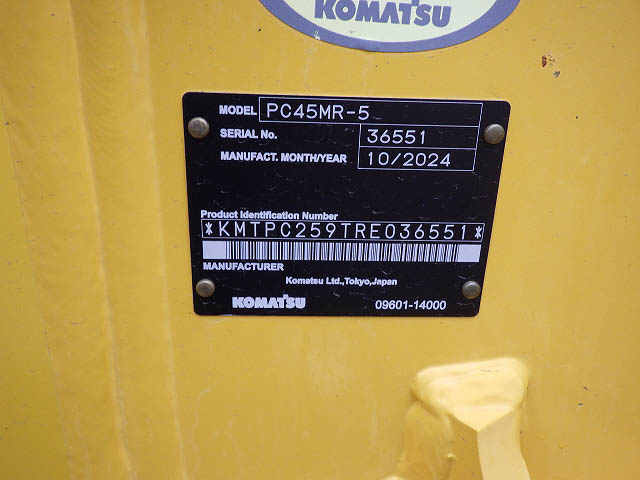 KOMATSU
MODEL PC45MR-5
SERIAL No. 36551
MANUFACT. MONTH/YEAR 10/2024
Product Identification Number
*KMTPC259TRE036551*
MANUFACTURER
Komatsu Ltd.,Tokyo,Japan
KOMATSU 09601-14000